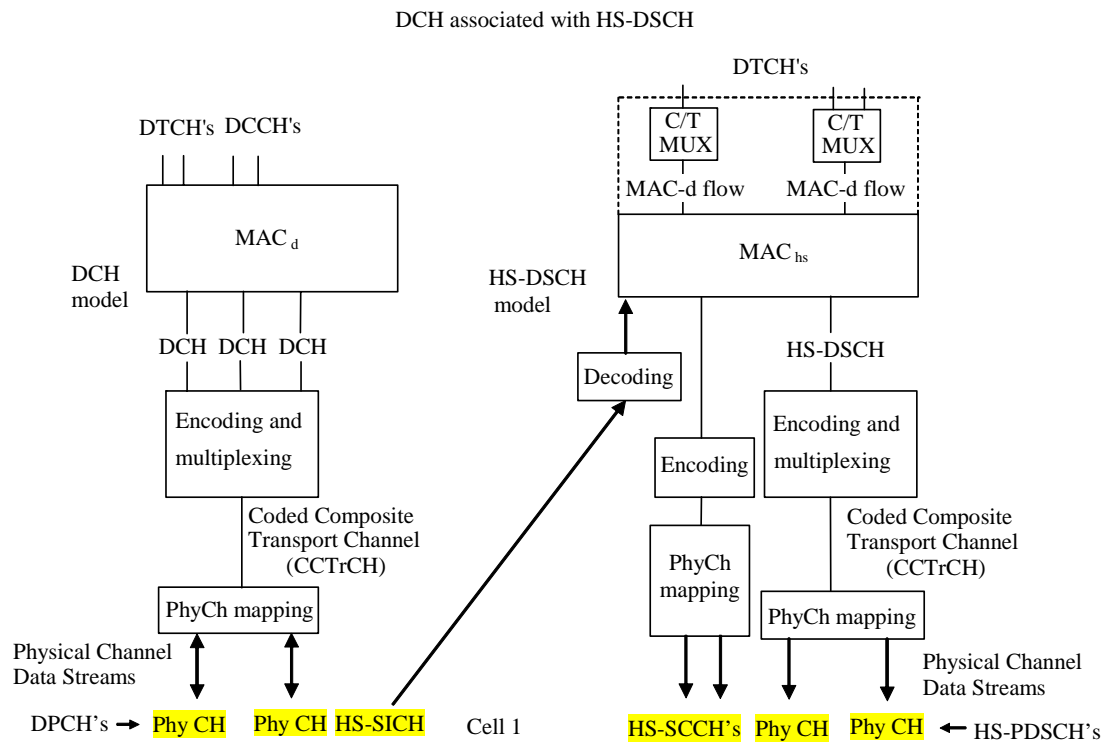 DCH associated with HS-DSCH
DTCH's
C/T
MUX
C/T
MUX
MAC-d flow
MAC-d flow
MAC hs
DTCH's DCCH's
MAC d
DCH
model
HS-DSCH
model
DCH DCH DCH
HS-DSCH
Decoding
Encoding and
multiplexing
Encoding
Encoding and
multiplexing
Coded Composite
Transport Channel
(CCTrCH)
PhyCh
mapping
Coded Composite
Transport Channel
(CCTrCH)
PhyCh mapping
PhyCh mapping
Physical Channel
Data Streams
Physical Channel
Data Streams
DPCH's Phy CH Phy CH HS-SICH Cell 1 HS-SCCH's Phy CH Phy CH HS-PDSCH's